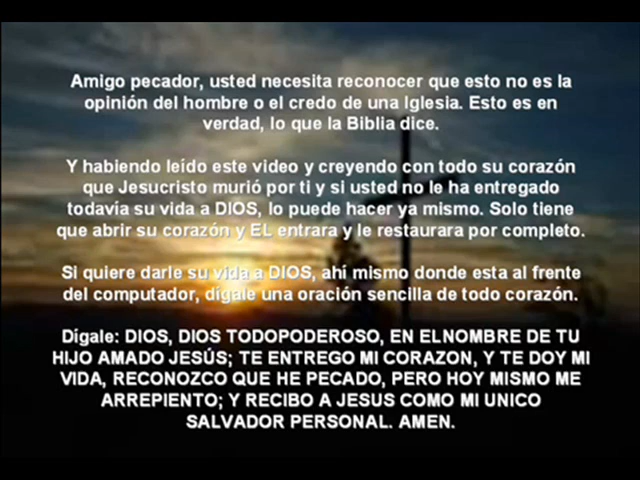 Amigo pecador, usted necesita reconocer que esto no es la
opinión del hombre o el credo de una Iglesia. Esto es en
verdad, lo que la Biblia dice.
Y habiendo leído este video y creyendo con todo su corazón
que Jesucristo murió por ti y si usted no le ha entregado
todavía su vida a DIOS, lo puede hacer ya mismo. Solo tiene
que abrir su corazón y EL entrara y le restaurara por completo.
Si quiere darle su vida a DIOS, ahí mismo donde esta al frente
del computador, dígale una oración sencilla de todo corazón.
Dígale: DIOS, DIOS TODOPODEROSO, EN ELNOMBRE DE TU
HIJO AMADO JESÚS; TE ENTREGO MI CORAZON, Y TE DOY MI
VIDA, RECONOZCO QUE HE PECADO, PERO HOY MISMO ME
ARREPIENTO; Y RECIBO A JESUS COMO MI UNICO
SALVADOR PERSONAL. AMEN.